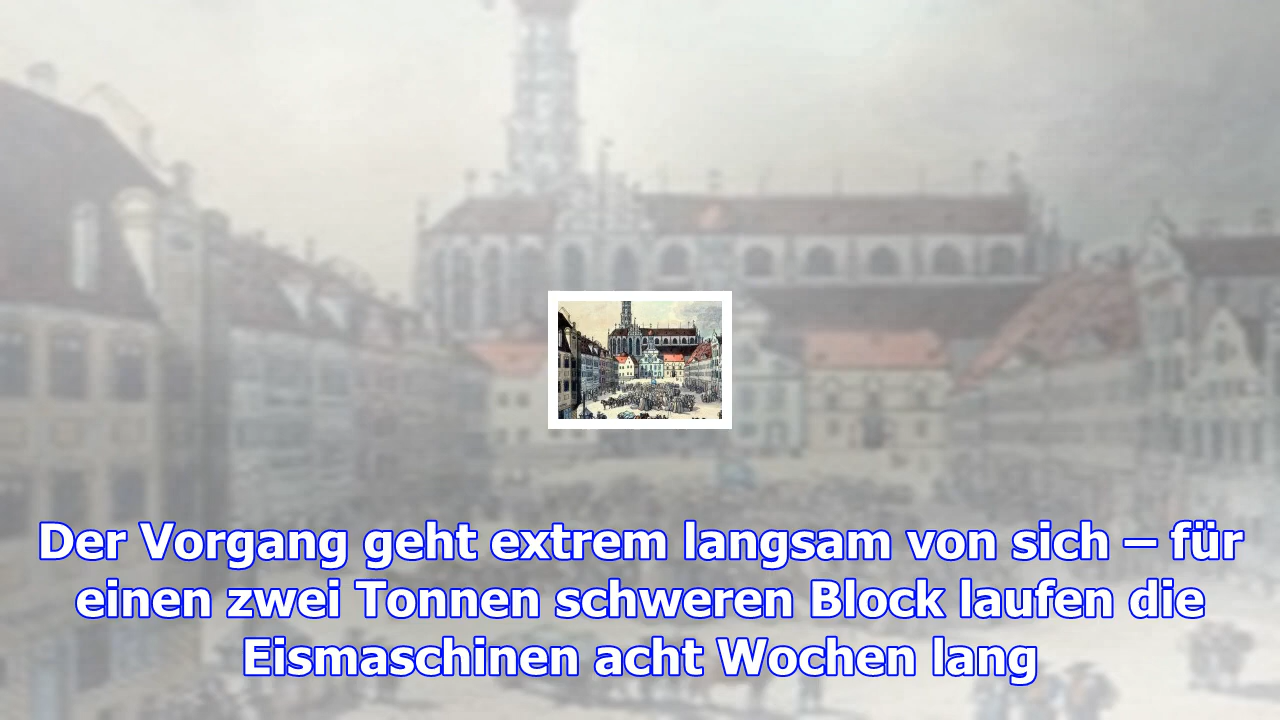 Der Vorgang geht extrem langsam von sich – für
einen zwei Tonnen schweren Block laufen die
Eismaschinen acht Wochen lang